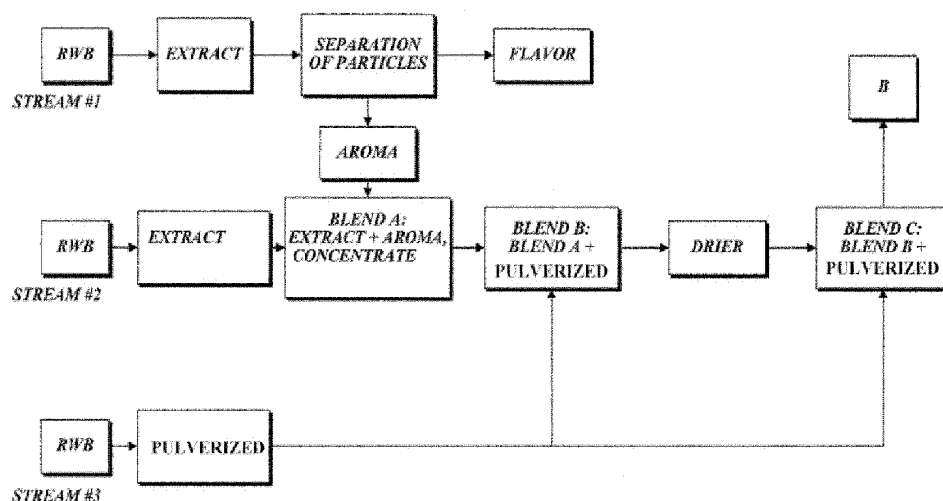 RWB
EXTRACT
SEPARATION
OF PARTICLES
FLAVOR
STREAM #1
B
AROMA
RWB
EXTRACT
BLEND A:
EXTRACT + AROMA,
CONCENTRATE
BLEND B:
BLEND A +
PULVERIZED
DRIER
BLEND C:
BLEND B +
PULVERIZED
STREAM #2
RWB
PULVERIZED
STREAM #3